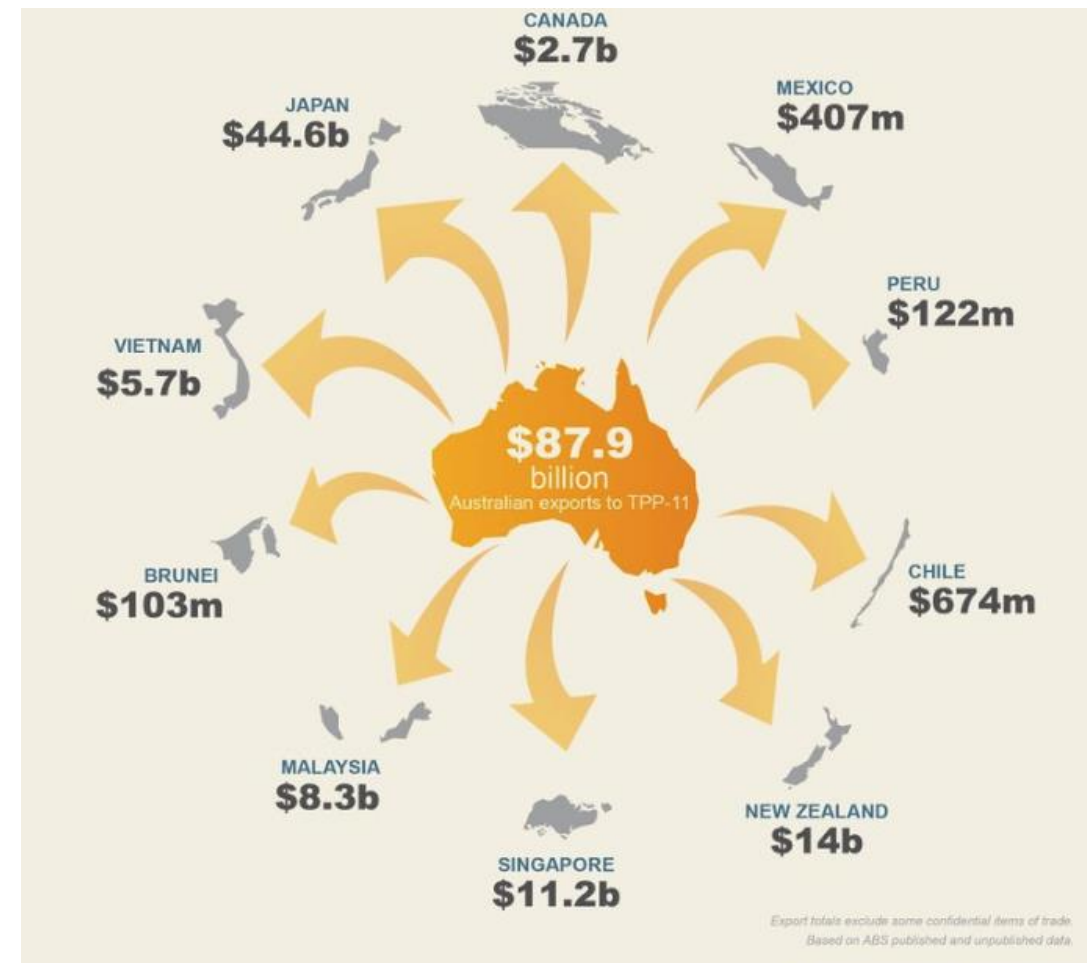 CANADA
$2.7b
MEXICO
$407m
JAPAN
$44.6b
PERU
$122m
VIETNAM
$5.7b
$87.9
billion
Australian exports to TPP-11
CHILE
$674m
BRUNEI
$103m
MALAYSIA
$8.3b
NEW ZEALAND
$14b
SINGAPORE
$11.2b
Export totals exclude some confidential items of trade.
Based on ABS published and unpublished data.